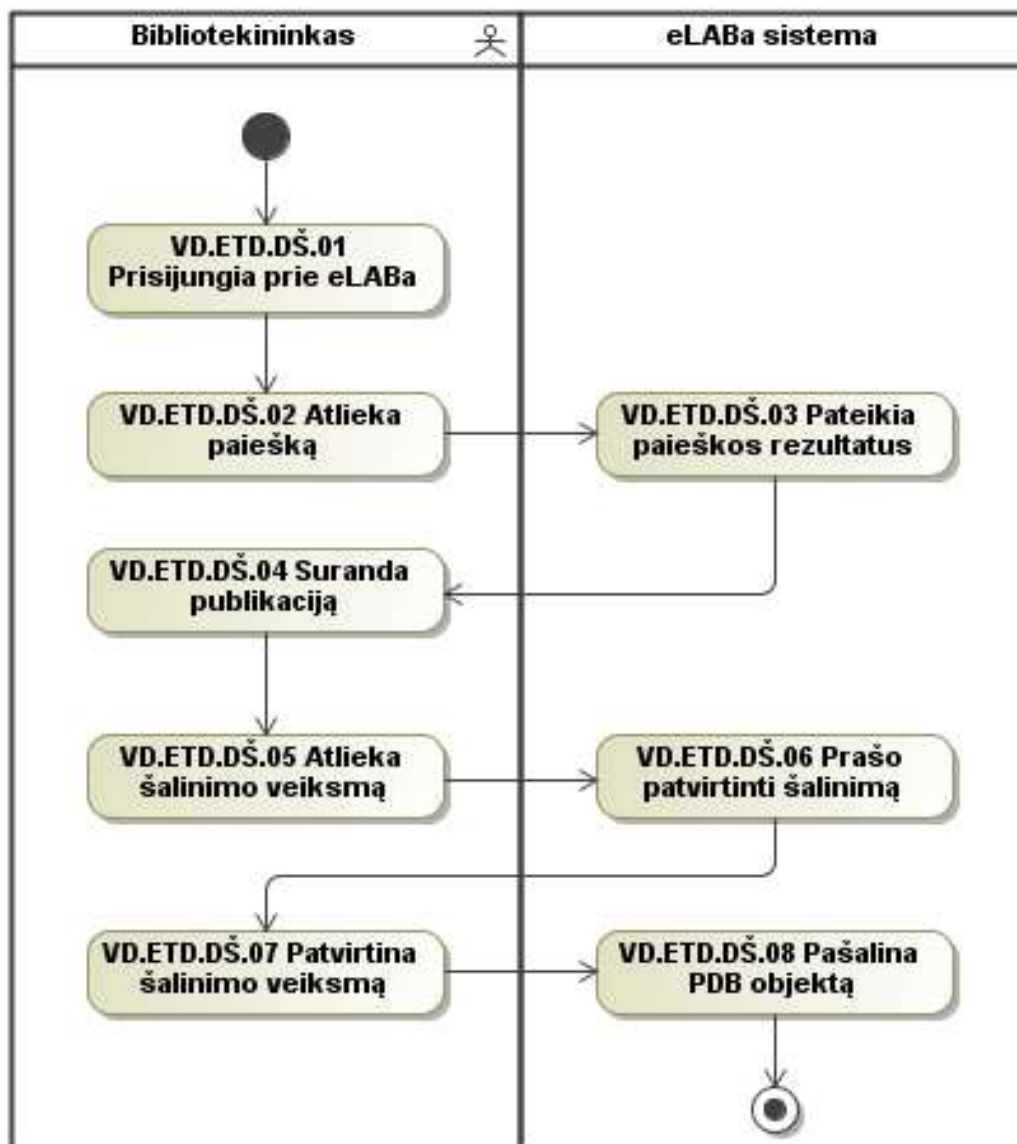 Bibliotekininkas
eLABa sistema
VD.ETD.DŠ.01
Prisijungia prie eLABa
VD.ETD.DŠ.02 Atlieka
paiešką
VD.ETD.DŠ.03 Pateikia
paieškos rezultatus
VD.ETD.DŠ.04 Suranda
publikaciją
VD.ETD.DŠ.05 Atlieka
šalinimo veiksmą
VD.ETD.DŠ.06 Prašo
patvirtinti šalinimą
VD.ETD.DŠ.07 Patvirtina
šalinimo veiksmą
VD.ETD.DŠ.08 Pašalina
PDB objektą